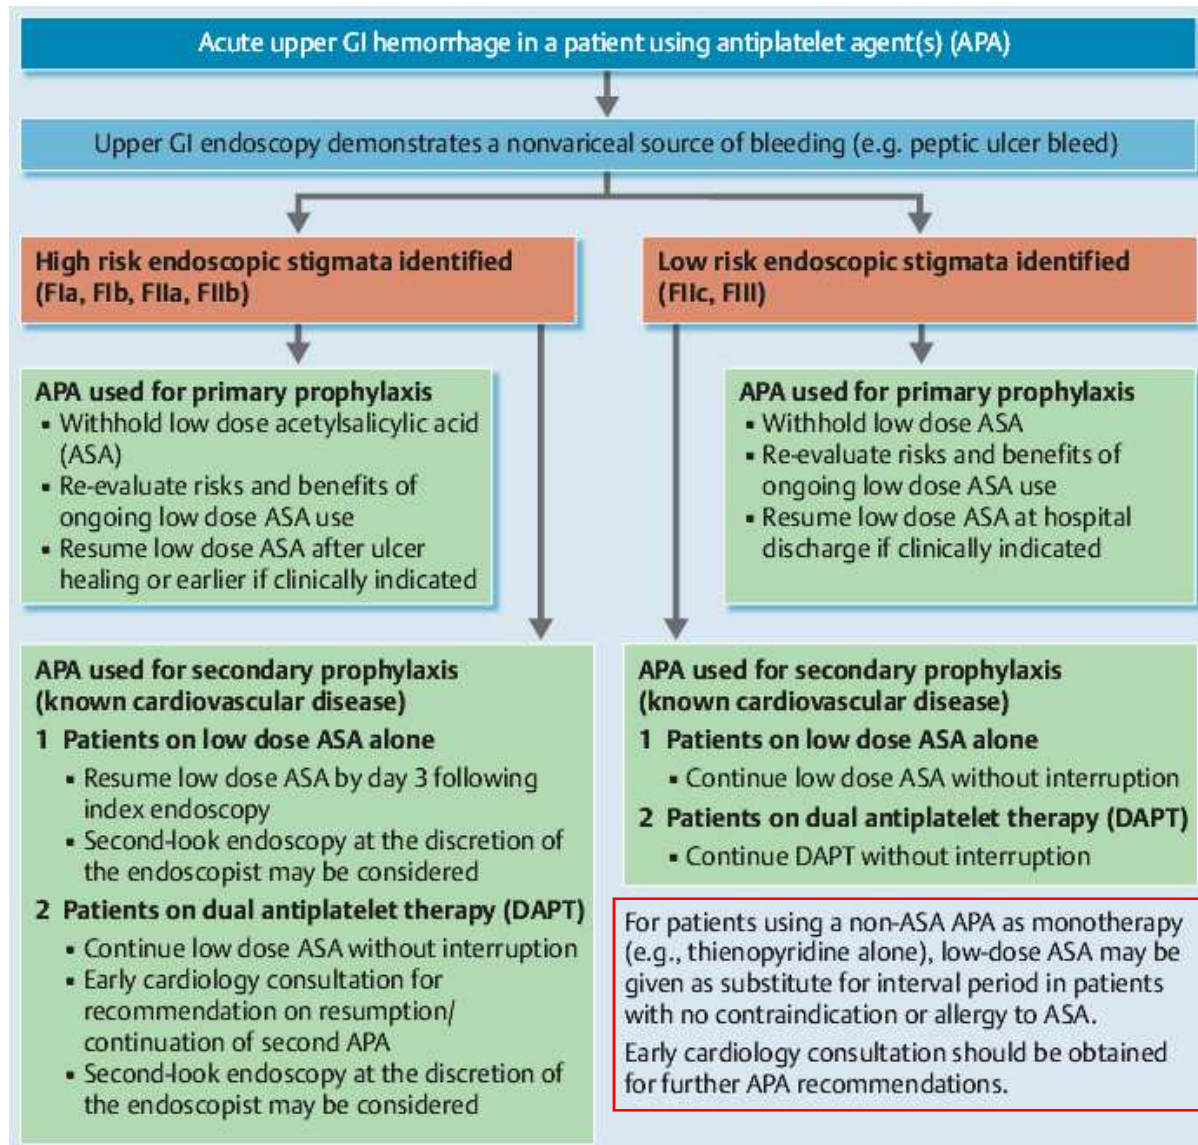 Acute upper GI hemorrhage in a patient using antiplatelet agent(s) (APA)
Upper GI endoscopy demonstrates a nonvariceal source of bleeding (e.g. peptic ulcer bleed)
High risk endoscopic stigmata identified
(FIa, FIb, FIIa, FIIb)
APA used for primary prophylaxis
▪ Withhold low dose acetylsalicylic acid
(ASA)
▪ Re-evaluate risks and benefits of
ongoing low dose ASA use
▪ Resume low dose ASA after ulcer
healing or earlier if clinically indicated
APA used for secondary prophylaxis
(known cardiovascular disease)
1 Patients on low dose ASA alone
▪ Resume low dose ASA by day 3 following
index endoscopy
▪ Second-look endoscopy at the discretion of
the endoscopist may be considered
2 Patients on dual antiplatelet therapy (DAPT)
▪ Continue low dose ASA without interruption
▪ Early cardiology consultation for
recommendation on resumption/
continuation of second APA
▪ Second-look endoscopy at the discretion of
the endoscopist may be considered
Low risk endoscopic stigmata identified
(FIIc, FIII)
APA used for primary prophylaxis
▪ Withhold low dose ASA
▪ Re-evaluate risks and benefits of
ongoing low dose ASA use
▪ Resume low dose ASA at hospital
discharge if clinically indicated
APA used for secondary prophylaxis
(known cardiovascular disease)
1 Patients on low dose ASA alone
▪ Continue low dose ASA without interruption
2 Patients on dual antiplatelet therapy (DAPT)
▪ Continue DAPT without interruption
For patients using a non-ASA APA as monotherapy
(e.g., thienopyridine alone), low-dose ASA may be
given as substitute for interval period in patients
with no contraindication or allergy to ASA.
Early cardiology consultation should be obtained
for further APA recommendations.